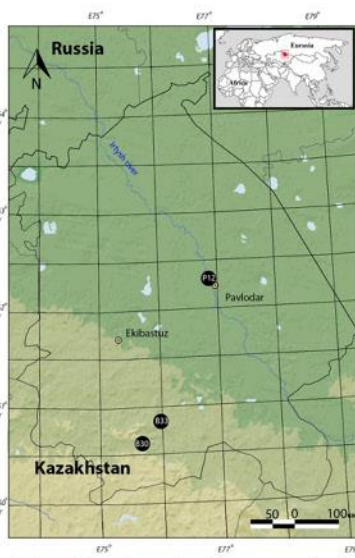 E75° E77° E79°
Russia
Eurasia
Africa
N
Irtysh river
P12
Pavlodar
Ekibastuz
B33
B30
Kazakhstan
50 0 100
E75° E77°